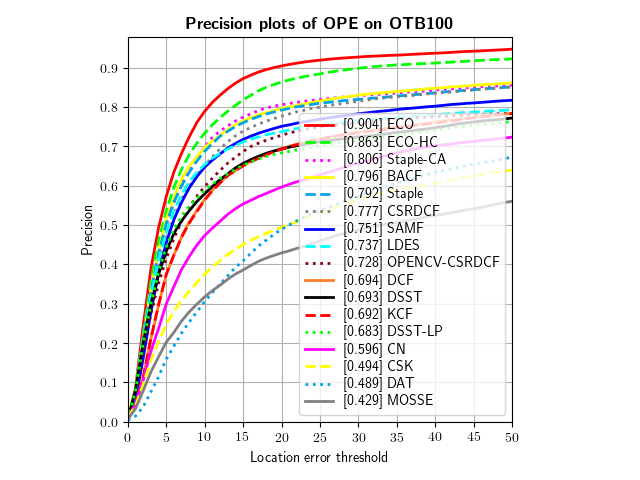 Precision plots of OPE on OTB100
Precision
0.9
0.8
0.7
0.6
0.5
0.4
0.3
0.2
0.1
0.0
[0.904] ECO
[0.863] ECO-HC
[0.806] Staple-CA
[0.796] BACF
[0.792] Staple
[0.777] CSRDCF
[0.751] SAMF
[0.737] LDES
[0.728] OPENCV-CSRDCF
[0.694] DCF
[0.693] DSST
[0.692] KCF
[0.683] DSST-LP
[0.596] CN
[0.494] CSK
[0.489] DAT
[0.429] MOSSE
0 5 10 15 20 25 30 35 40 45 50
Location error threshold